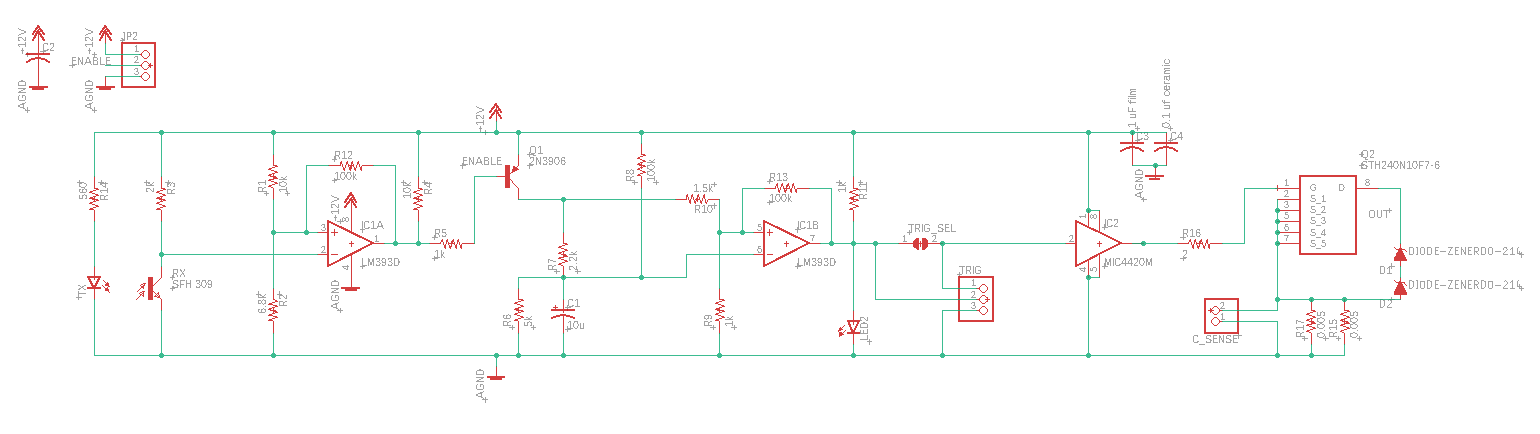 +12V
C2
AGND
+12V
JP2
ENABLE
1
2
3
AGND
560
R14
TX
2k
R3
RX
SFH 309
R1
10k
6.8k
R2
R12
100k
+12V
3
2
8
4
1
IC1A
LM393D
AGND
10k
R4
R5
1k
+12V
ENABLE
Q1
2N3906
R7
2.2k
R6
5k
C1
10u
AGND
R8
100k
1.5k
R10
R9
1k
R13
100k
5
6
7
IC1B
LM393D
1k
R11
LED2
TRIG_SEL
1
2
TRIG
1
2
3
1 uF film
C3
0.1 uf ceramic
C4
AGND
2
1
8
4
5
IC2
MIC4420M
R16
2
Q2
STH240N10F7-6
1
2
3
5
6
7
G
S_1
S_2
S_3
S_4
S_5
D
8
OUT
DIODE-ZENERDO-214
D1
DIODE-ZENERDO-214
D2
2
1
C_SENSE
R17
0.005
R15
0.005